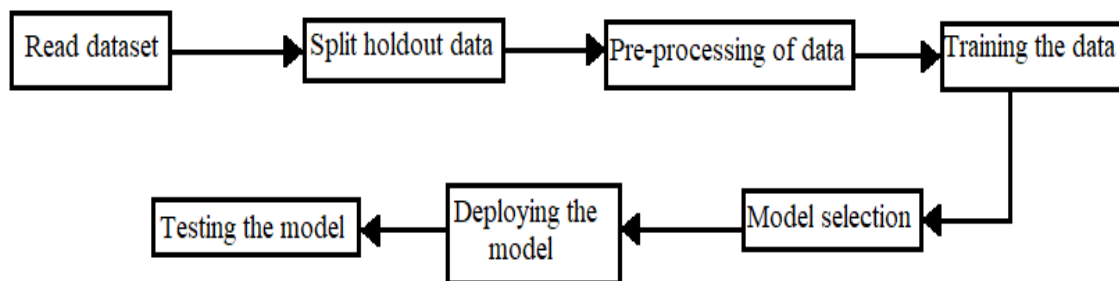 Read dataset
Split holdout data
Pre-processing of data
Training the data
Model selection
Deploying the
model
Testing the model